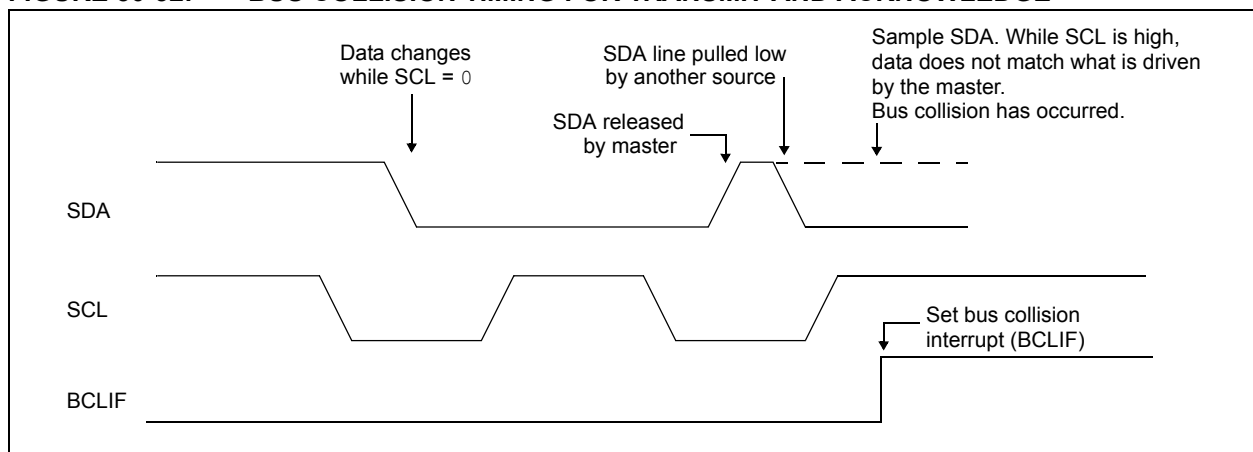 Data changes
while SCL = 0
SDA line pulled low
by another source
Sample SDA. While SCL is high,
data does not match what is driven
by the master.
Bus collision has occurred.
SDA released
by master
SDA
SCL
Set bus collision
interrupt (BCLIF)
BCLIF